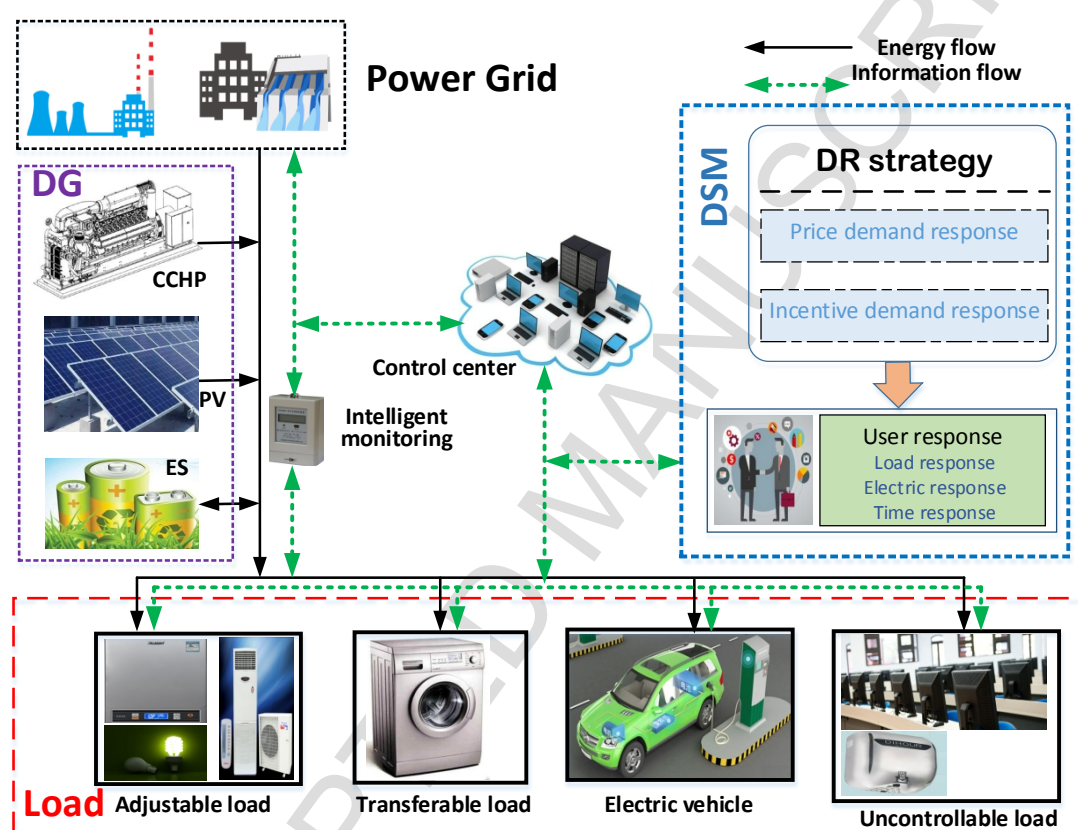 Power Grid
Energy flow
Information flow
DG
CCHP
PV
ES
Control center
Intelligent
monitoring
DSM
DR strategy
Price demand response
Incentive demand response
User response
Load response
Electric response
Time response
Load
Adjustable load
Transferable load
Electric vehicle
Uncontrollable load